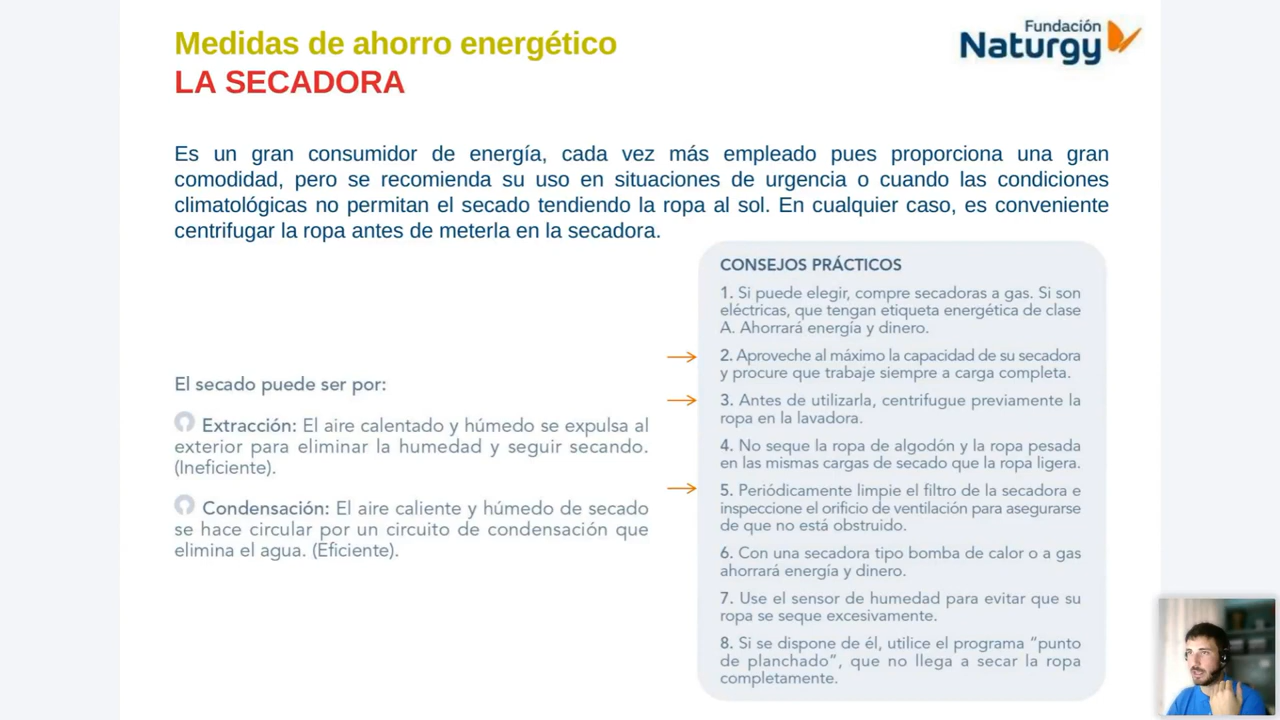 Medidas de ahorro energético
LA SECADORA
Fundación
Naturgy
Es un gran consumidor de energía, cada vez más empleado pues proporciona una gran
comodidad, pero se recomienda su uso en situaciones de urgencia o cuando las condiciones
climatológicas no permitan el secado tendiendo la ropa al sol. En cualquier caso, es conveniente
centrifugar la ropa antes de meterla en la secadora.
El secado puede ser por:
Extracción: El aire calentado y húmedo se expulsa al
exterior para eliminar la humedad y seguir secando.
(Ineficiente).
Condensación: El aire caliente y húmedo de secado
se hace circular por un circuito de condensación que
elimina el agua. (Eficiente).
CONSEJOS PRÁCTICOS
1. Si puede elegir, compre secadoras a gas. Si son
eléctricas, que tengan etiqueta energética de clase
A. Ahorrará energía y dinero.
2. Aproveche al máximo la capacidad de su secadora
y procure que trabaje siempre a carga completa.
3. Antes de utilizarla, centrifugue previamente la
ropa en la lavadora.
4. No seque la ropa de algodón y la ropa pesada
en las mismas cargas de secado que la ropa ligera.
5. Periódicamente limpie el filtro de la secadora e
inspeccione el orificio de ventilación para asegurarse
de que no está obstruido.
6. Con una secadora tipo bomba de calor o a gas
ahorrará energía y dinero.
7. Use el sensor de humedad para evitar que su
ropa se seque excesivamente.
8. Si se dispone de él, utilice el programa “punto
de planchado”, que no llega a secar la ropa
completamente.